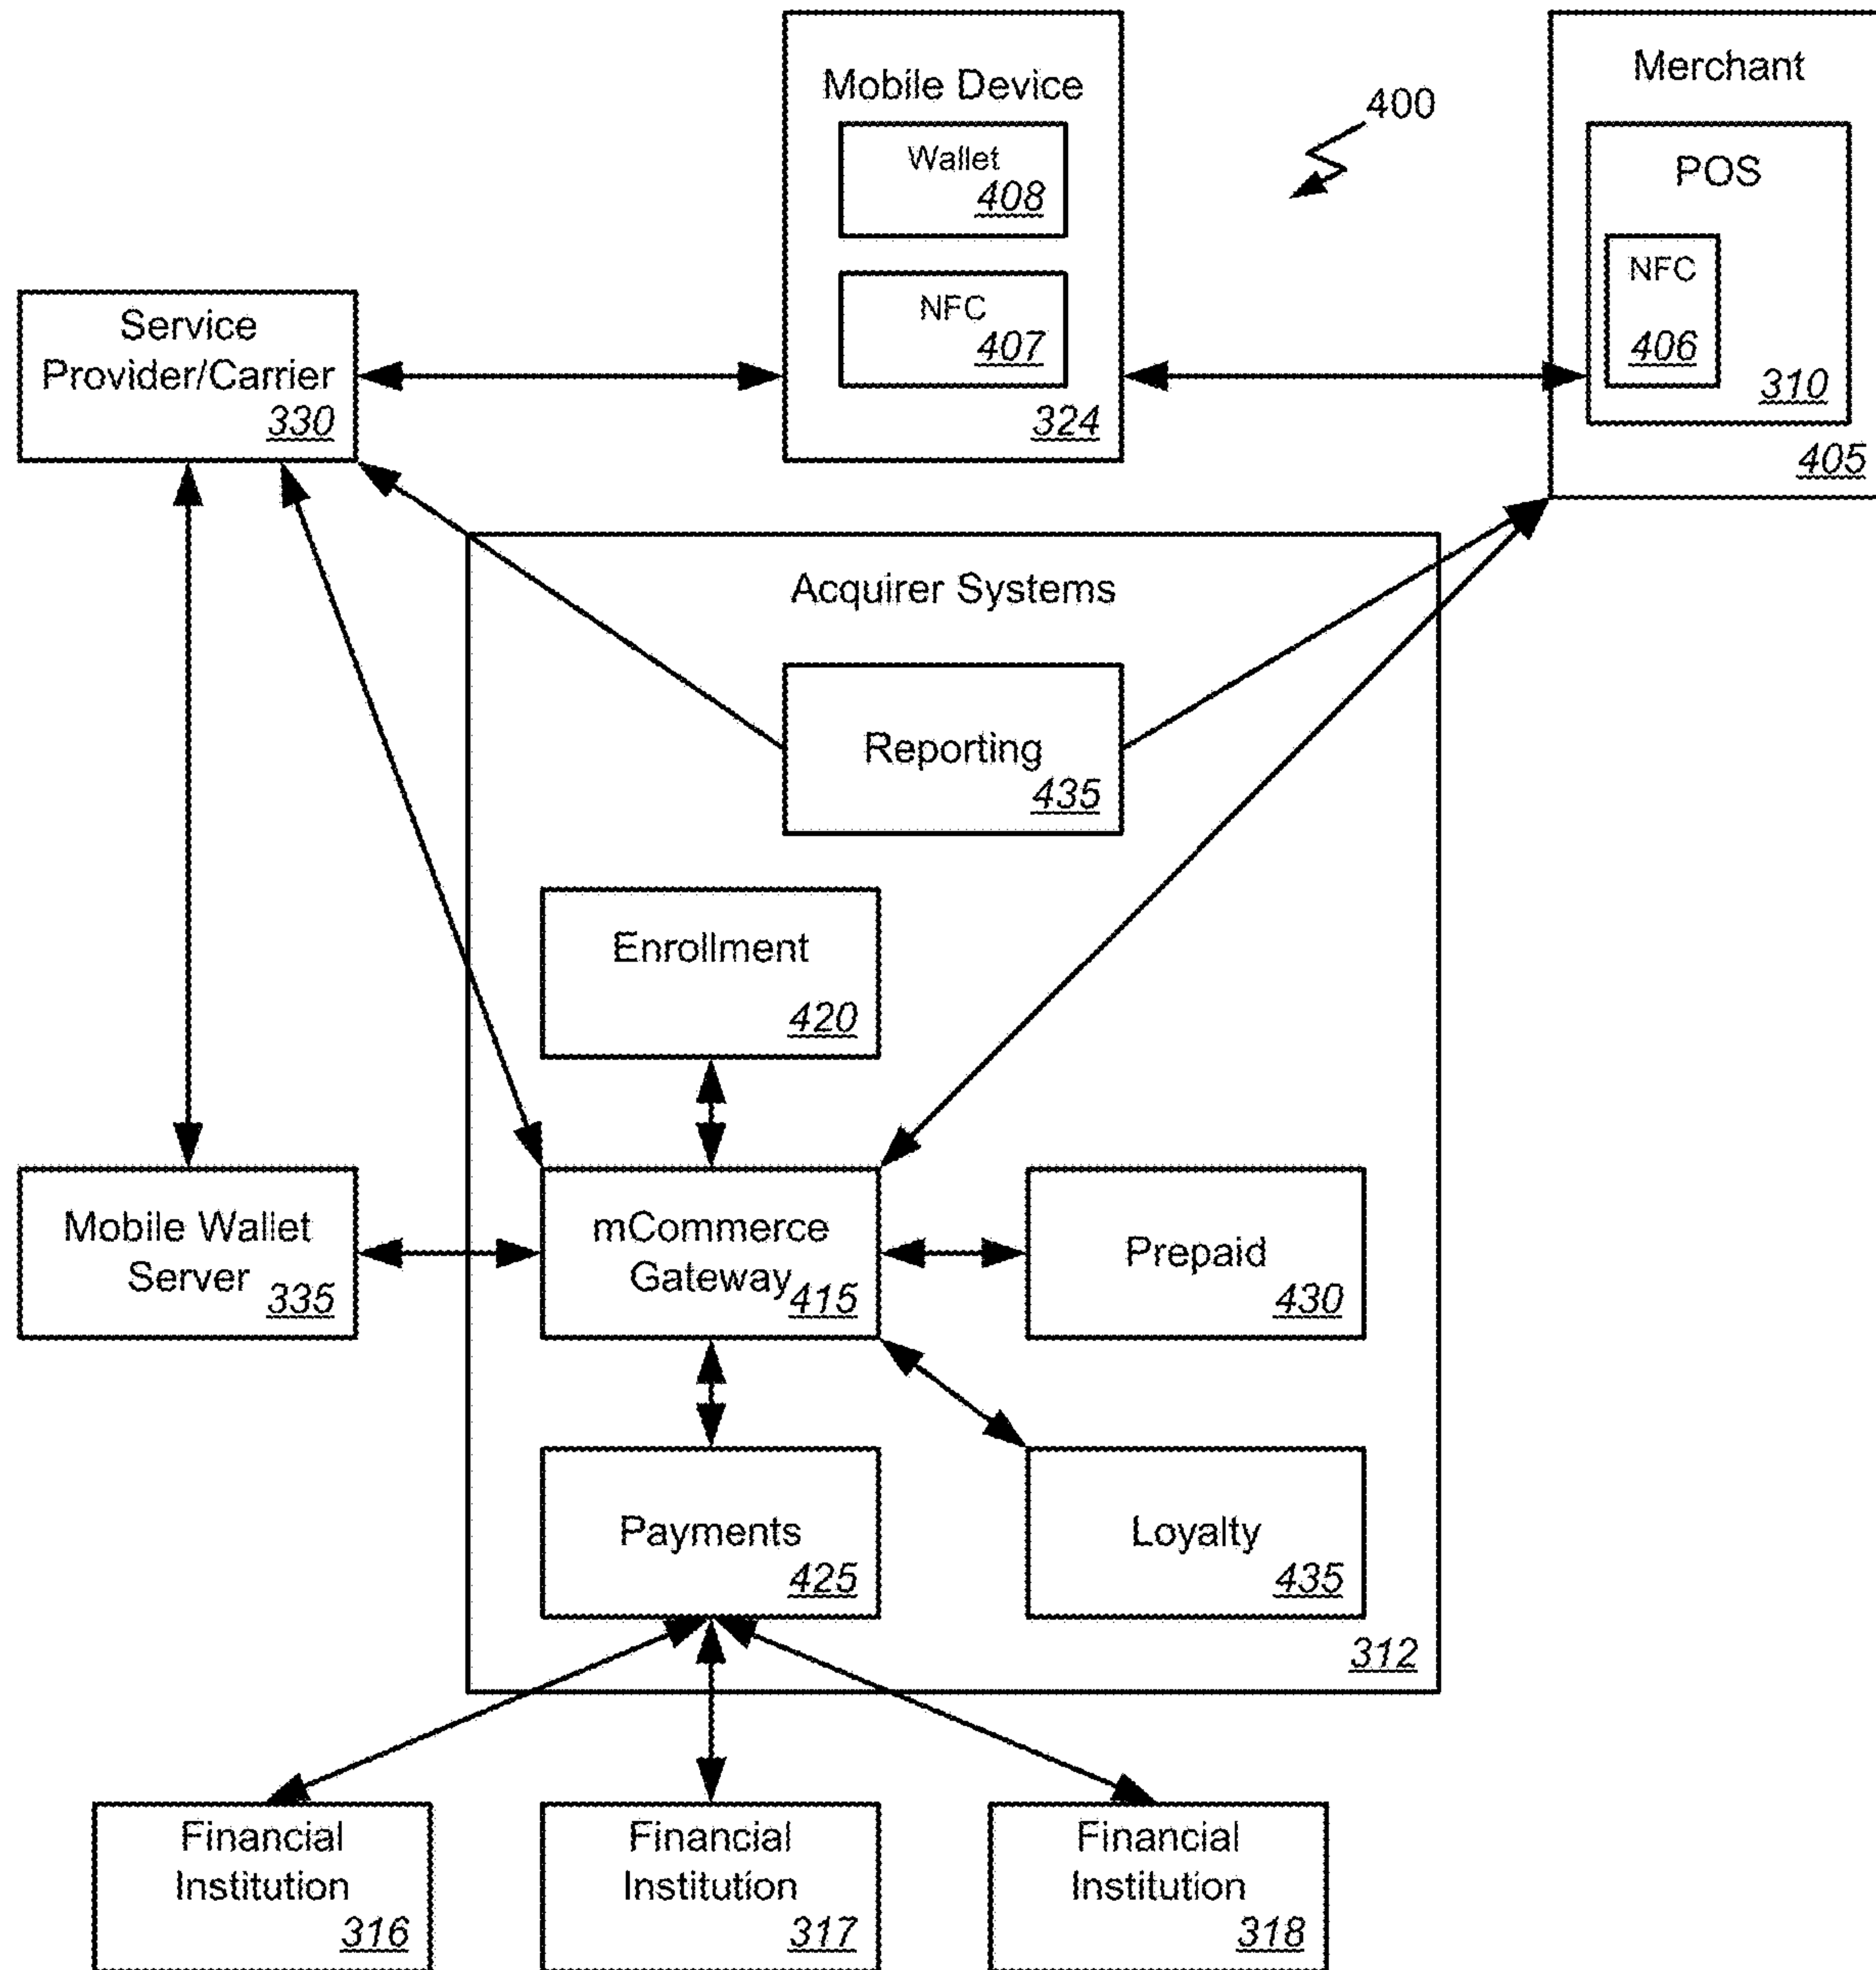 Mobile Device
Wallet
408
NFC
407
324
400
Merchant
POS
NFC
406
310
405
Service
Provider/Carrier
330
Acquirer Systems
Reporting
435
Enrollment
420
Mobile Wallet
Server
335
mCommerce
Gateway
415
Prepaid
430
Payments
425
Loyalty
435
312
Financial
Institution
316
Financial
Institution
317
Financial
Institution
318